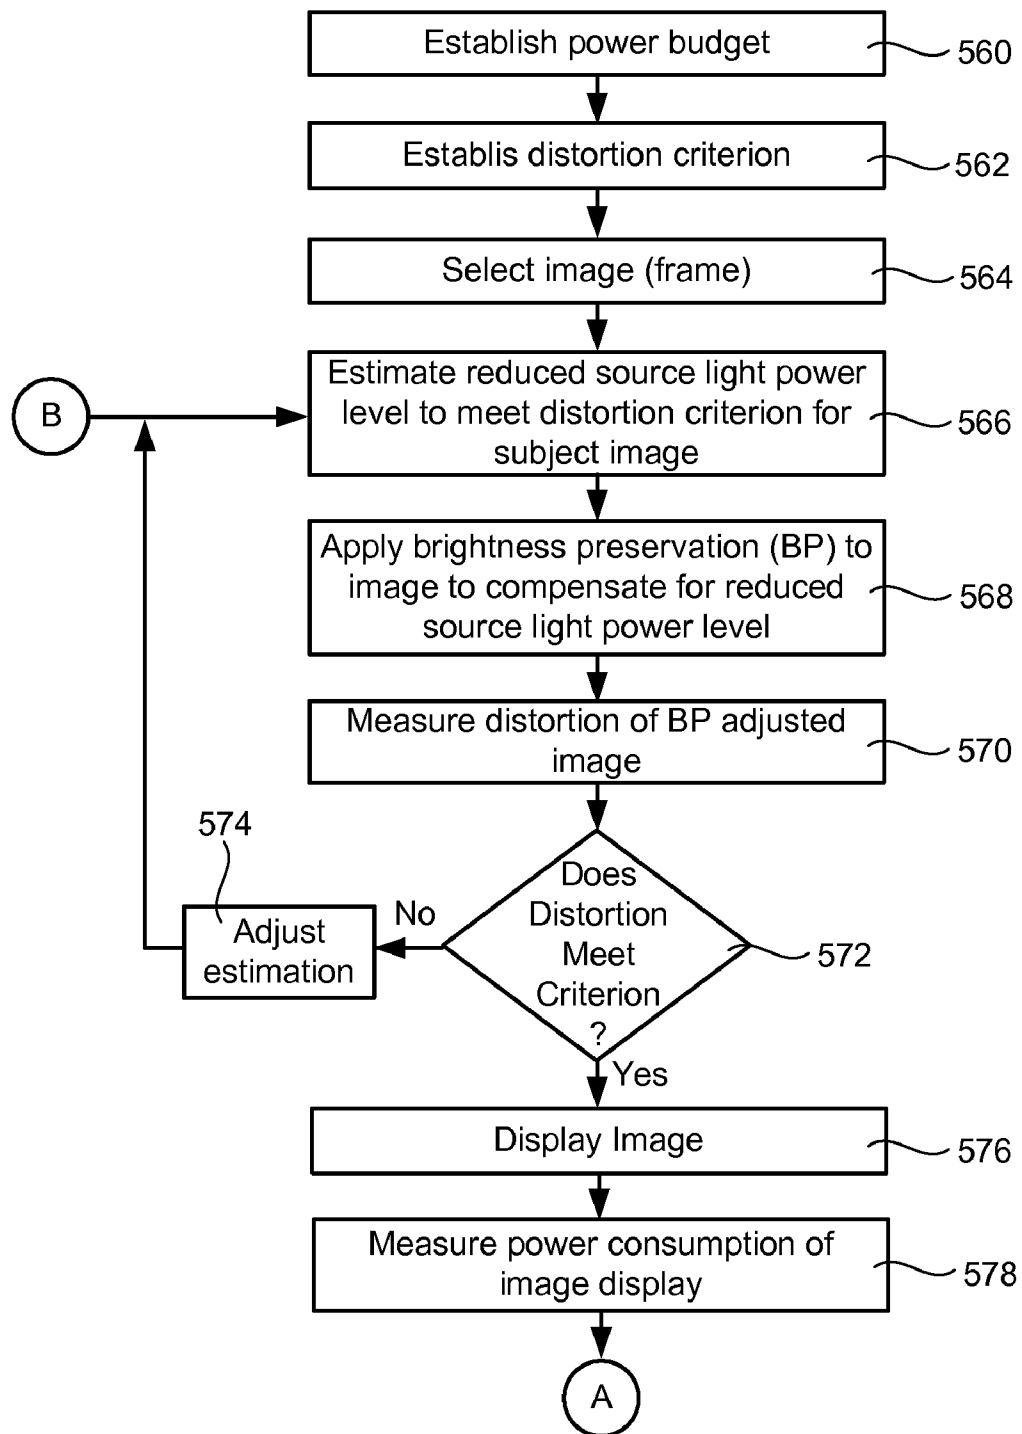 Establish power budget
560
Establis distortion criterion
562
Select image (frame)
564
Estimate reduced source light power
level to meet distortion criterion for
subject image
566
B
Apply brightness preservation (BP) to
image to compensate for reduced
source light power level
568
Measure distortion of BP adjusted
image
570
574
Adjust
estimation
No
Does
Distortion
Meet
Criterion
?
572
Yes
Display Image
576
Measure power consumption of
image display
578
A